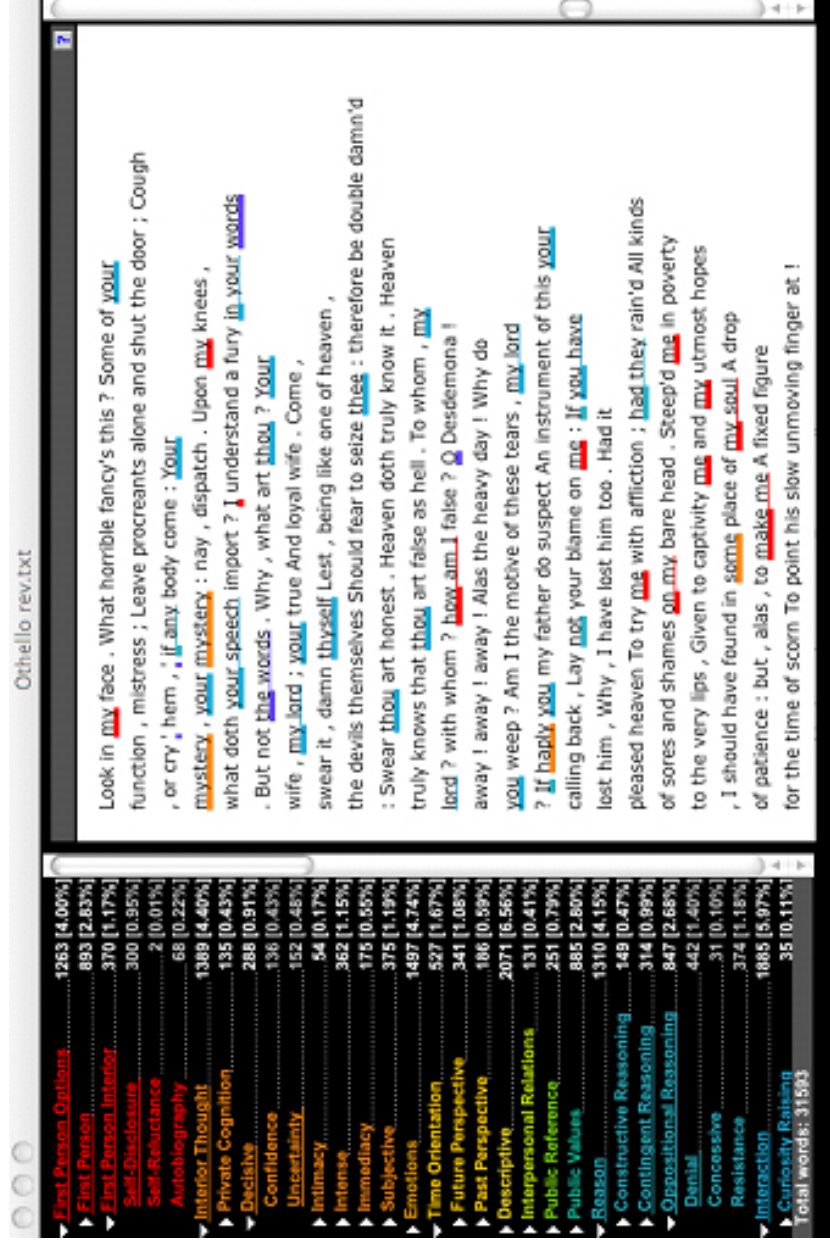 Othello rev.txt
First Person Options 1263 [4.00%]
First Person 893 [2.83%]
First Person Interior 370 [1.17%]
Self-Disclosure 300 [0.95%]
Self-Reluctance 2 [0.01%]
Autobiography 68 [0.22%]
Interior Thought 1389 [4.40%]
Private Cognition 135 [0.43%]
Decisive 288 [0.91%]
Confidence 136 [0.43%]
Uncertainty 152 [0.48%]
Intimacy 54 [0.17%]
Intense 362 [1.15%]
Immediacy 175 [0.55%]
Subjective 375 [1.19%]
Emotions 1497 [4.74%]
Time Orientation 527 [1.67%]
Future Perspective 341 [1.08%]
Past Perspective 186 [0.59%]
Descriptive 2071 [6.56%]
Interpersonal Relations 131 [0.41%]
Public Reference 251 [0.79%]
Public Values 885 [2.80%]
Reason 1310 [4.15%]
Constructive Reasoning 149 [0.47%]
Contingent Reasoning 314 [0.99%]
Oppositional Reasoning 847 [2.68%]
Denial 442 [1.40%]
Concessive 31 [0.10%]
Resistance 374 [1.18%]
Interaction 1885 [5.97%]
Curiosity Raising 35 [0.11%]
Total words: 31593
?
Look in my face . What horrible fancy's this ? Some of your
function , mistress ; Leave procreants alone and shut the door ; Cough
, or cry ' hem , ' if any body come : Your
mystery , your mystery : nay , dispatch . Upon my knees ,
what doth your speech import ? I understand a fury in your words
. But not the words . Why , what art thou ? Your
wife , my lord ; your true And loyal wife . Come ,
swear it , damn thyself Lest , being like one of heaven ,
the devils themselves Should fear to seize thee : therefore be double damn'd
: Swear thou art honest . Heaven doth truly know it . Heaven
truly knows that thou art false as hell . To whom , my
lord ? with whom ? how am I false ? O Desdemona !
away ! away ! away ! Alas the heavy day ! Why do
you weep ? Am I the motive of these tears , my lord
? If haply you my father do suspect An instrument of this your
calling back , Lay not your blame on me : If you have
lost him , Why , I have lost him too . Had it
pleased heaven To try me with affliction ; had they rain'd All kinds
of sores and shames on my bare head . Steep'd me in poverty
to the very lips , Given to captivity me and my utmost hopes
, I should have found in some place of my soul A drop
of patience : but , alas , to make me A fixed figure
for the time of scorn To point his slow unmoving finger at !